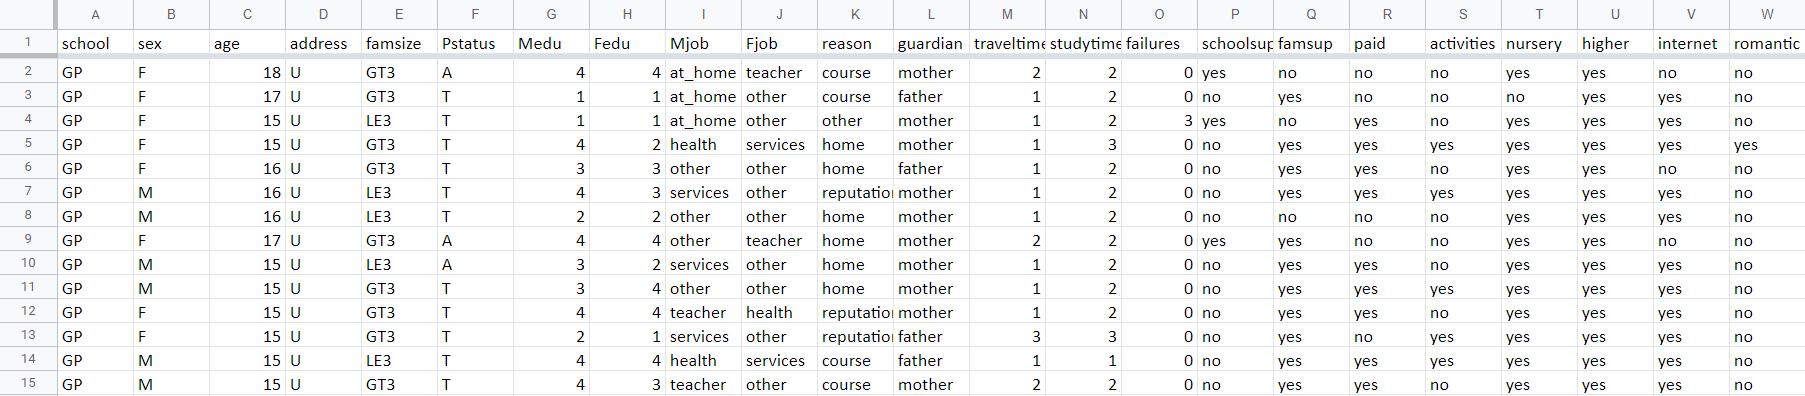 A B C D E F G H I J K L M N O P Q R S T U V W
1 school sex age address famsize Pstatus Medu Fedu Mjob Fjob reason guardian traveltime studytime failures schoolsup famsup paid activities nursery higher internet romantic
2 GP F 18 U GT3 A 4 4 at_home teacher course mother 2 2 0 yes no no no yes yes no no
3 GP F 17 U GT3 T 1 1 at_home other course father 1 2 0 no yes no no no yes yes no
4 GP F 15 U LE3 T 1 1 at_home other other mother 1 2 3 yes no yes no yes yes yes no
5 GP F 15 U GT3 T 4 2 health services home mother 1 3 0 no yes yes yes yes yes yes yes
6 GP F 16 U GT3 T 3 3 other other home father 1 2 0 no yes yes no yes yes no no
7 GP M 16 U LE3 T 4 3 services other reputation mother 1 2 0 no yes yes yes yes yes yes no
8 GP M 16 U LE3 T 2 2 other other home mother 1 2 0 no no no no yes yes yes no
9 GP F 17 U GT3 A 4 4 other teacher home mother 2 2 0 yes yes no no yes yes no no
10 GP M 15 U LE3 A 3 2 services other home mother 1 2 0 no yes yes no yes yes yes no
11 GP M 15 U GT3 T 3 4 other other home mother 1 2 0 no yes yes yes yes yes yes no
12 GP F 15 U GT3 T 4 4 teacher health reputation mother 1 2 0 no yes yes no yes yes yes no
13 GP F 15 U GT3 T 2 1 services other reputation father 3 3 0 no yes no yes yes yes yes no
14 GP M 15 U LE3 T 4 4 health services course father 1 1 0 no yes yes yes yes yes yes no
15 GP M 15 U GT3 T 4 3 teacher other course mother 2 2 0 no yes yes no yes yes yes no